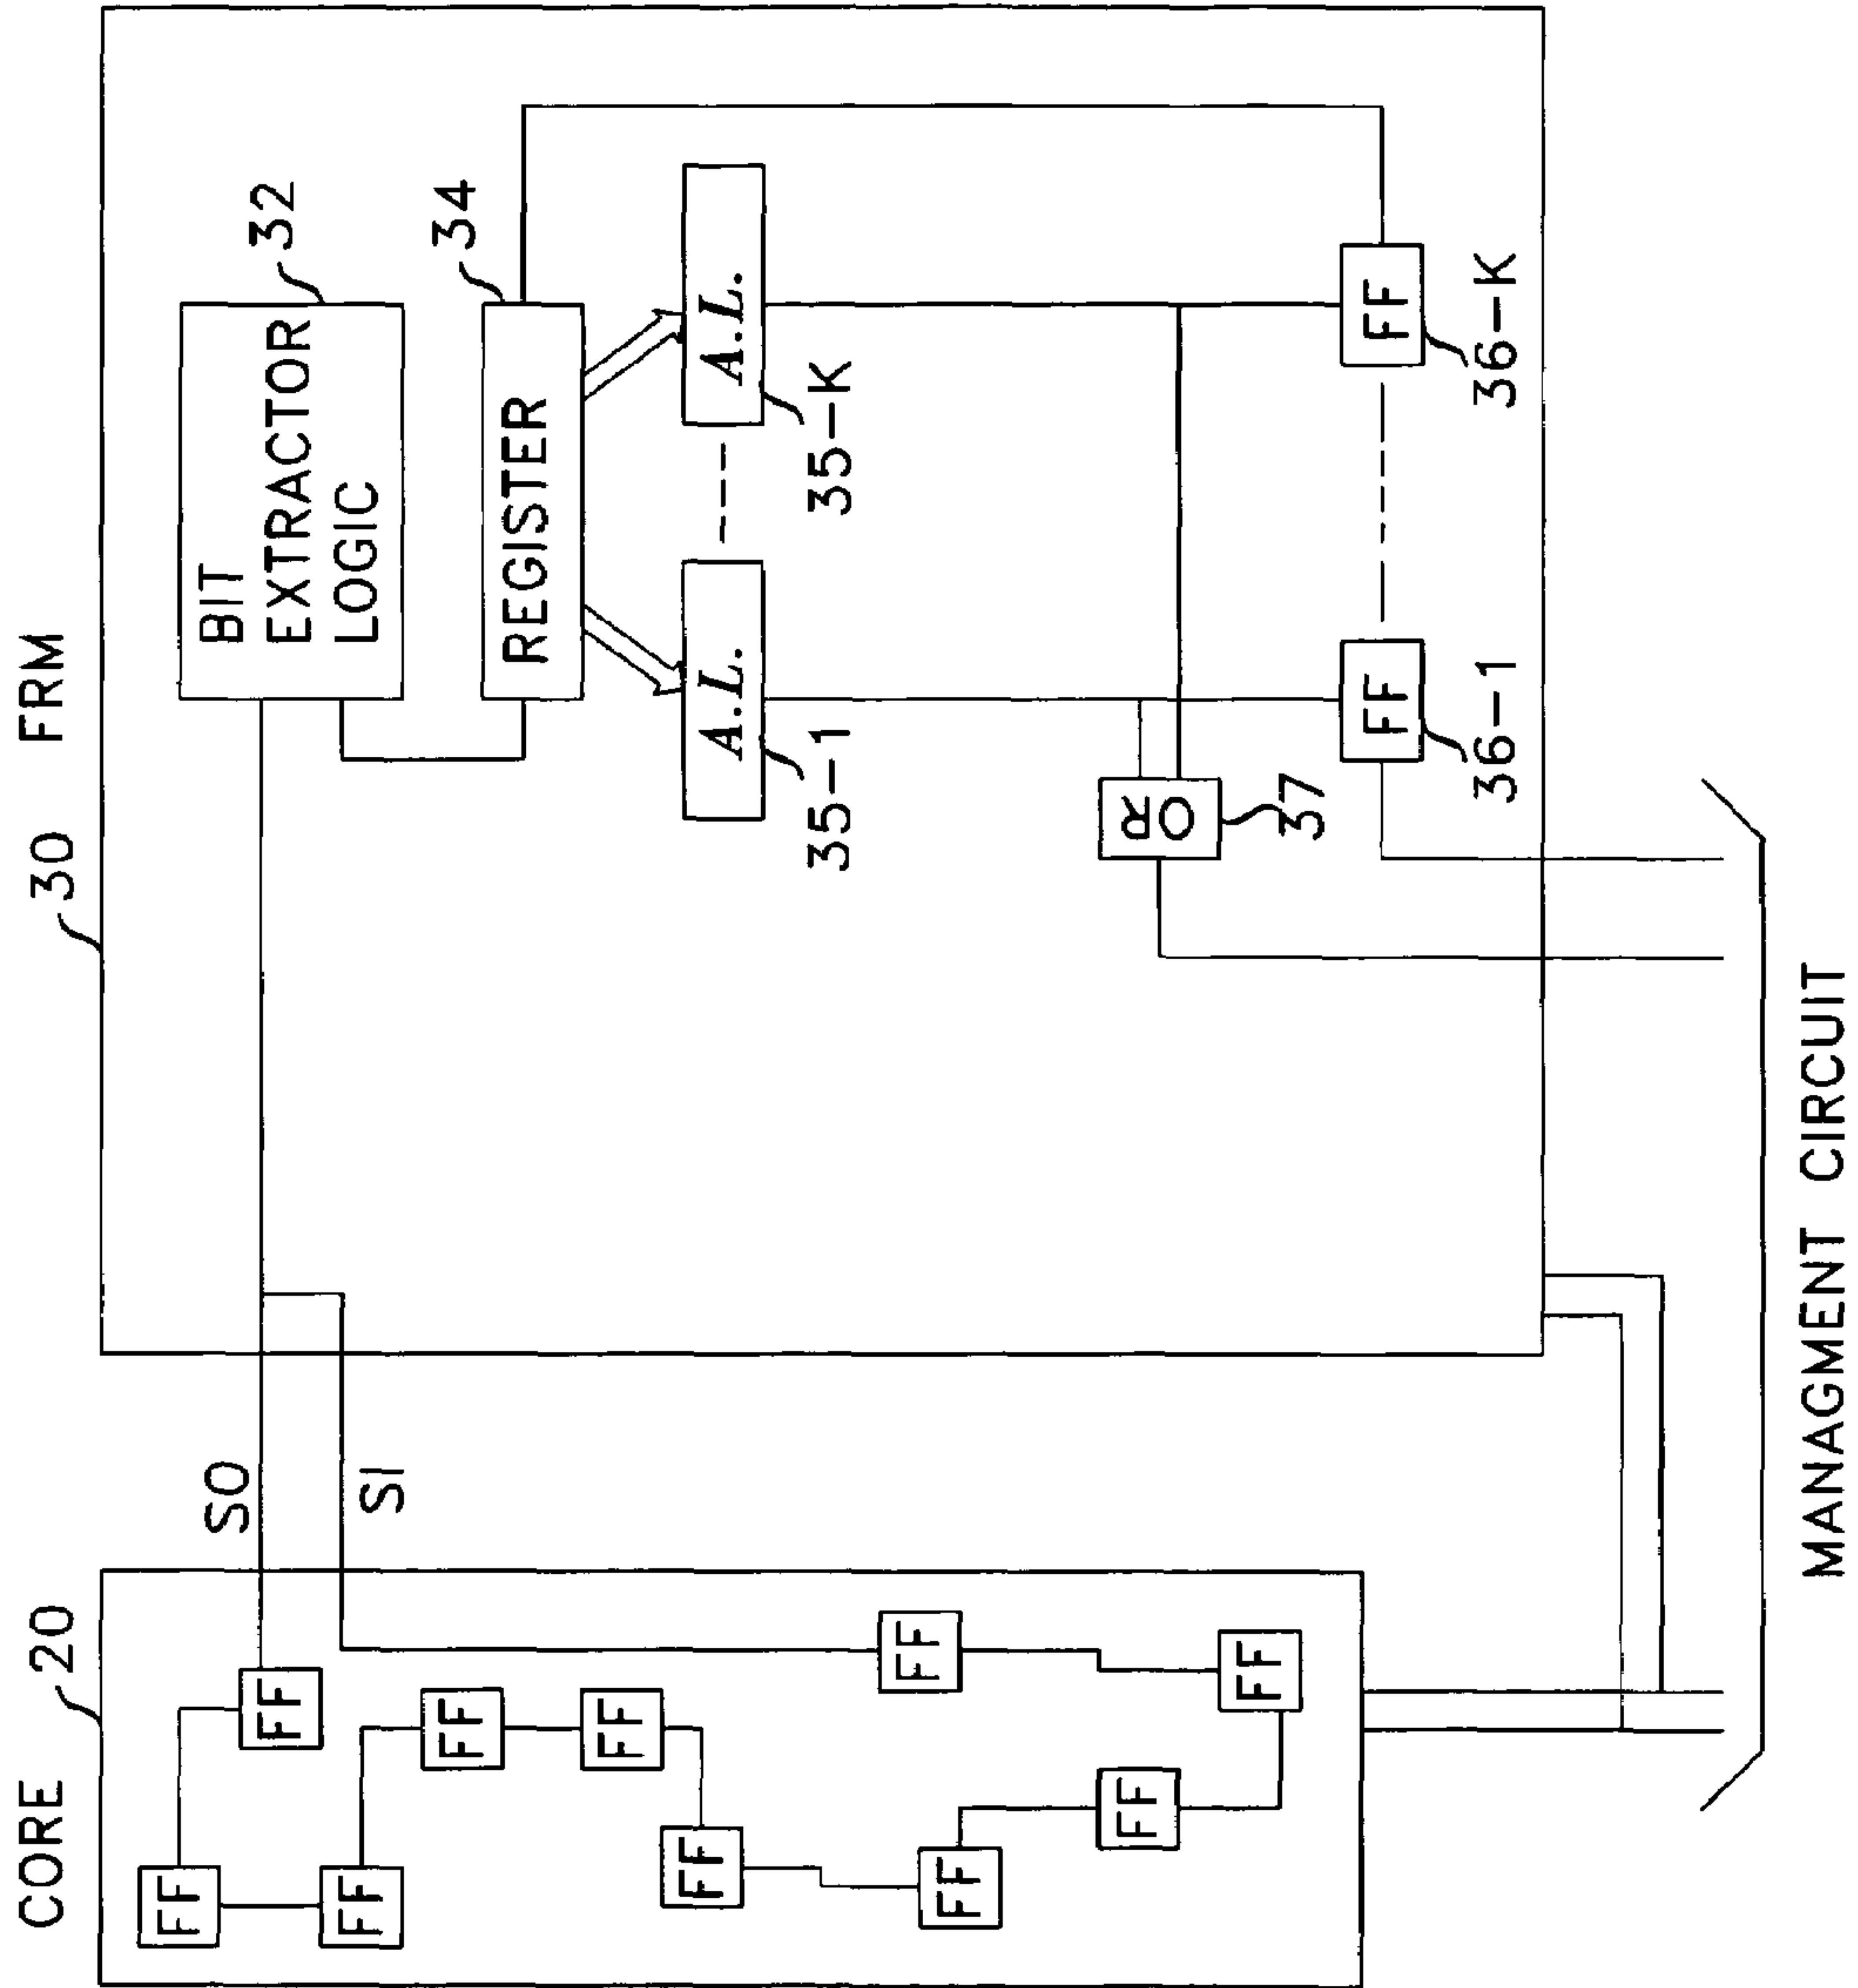 CORE 20
FF
FF
FF
FF
FF
FF
FF
FF
FF
FF
SO
SI
30 FRM
BIT
EXTRACTOR
LOGIC
32
REGISTER
34
A.L.
A.L.
35-1
35-K
OR
37
FF
FF
36-1
36-K
MANAGMENT CIRCUIT